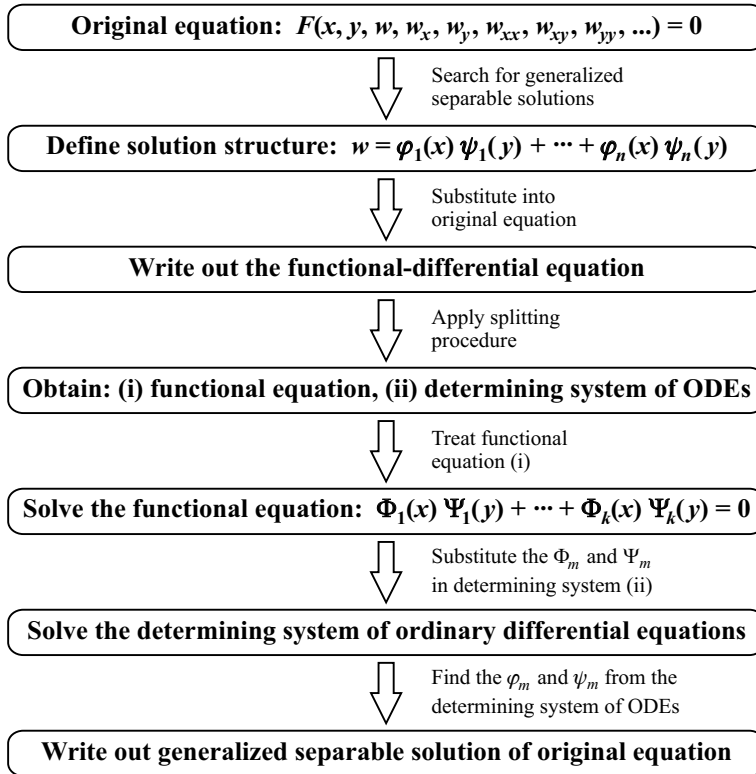 Original equation: F(x, y, w, wₓ, w_y, wₓₓ, w_xy, w_yy, ...) = 0
Search for generalized
separable solutions
Define solution structure: w = φ₁(x) ψ₁(y) + ··· + φₙ(x) ψₙ(y)
Substitute into
original equation
Write out the functional-differential equation
Apply splitting
procedure
Obtain: (i) functional equation, (ii) determining system of ODEs
Treat functional
equation (i)
Solve the functional equation: Φ₁(x) Ψ₁(y) + ··· + Φₖ(x) Ψₖ(y) = 0
Substitute the Φₘ and Ψₘ
in determining system (ii)
Solve the determining system of ordinary differential equations
Find the φₘ and ψₘ from the
determining system of ODEs
Write out generalized separable solution of original equation